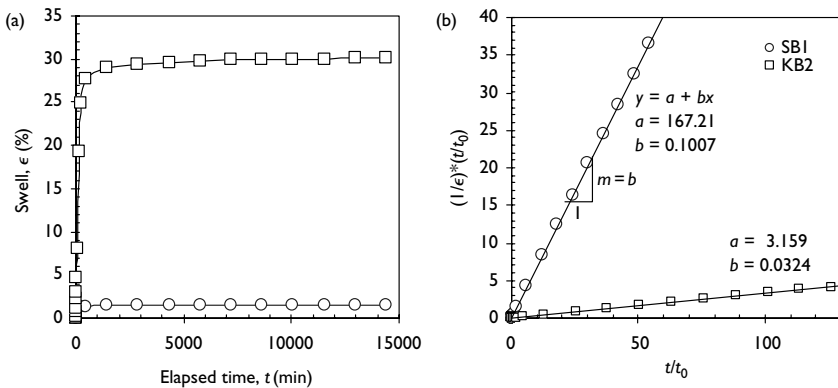 (a)
35
30
25
20
15
10
5
0
Swell, ϵ (%)
0 5000 10000 15000
Elapsed time, t (min)
(b)
40
35
30
25
20
15
10
5
0
(1/ϵ)*(t/t0)
SB1
KB2
y = a + bx
a = 167.21
b = 0.1007
m = b
1
a = 3.159
b = 0.0324
0 50 100
t/t0